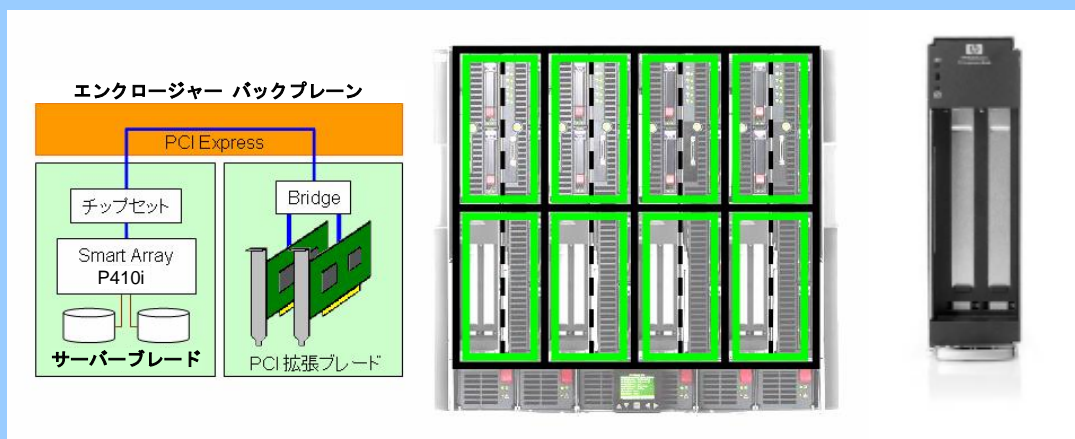 エンクロージャー バックプレーン
PCI Express
チップセット
Smart Array
P410i
サーバーブレード
Bridge
PCI 拡張ブレード
hp